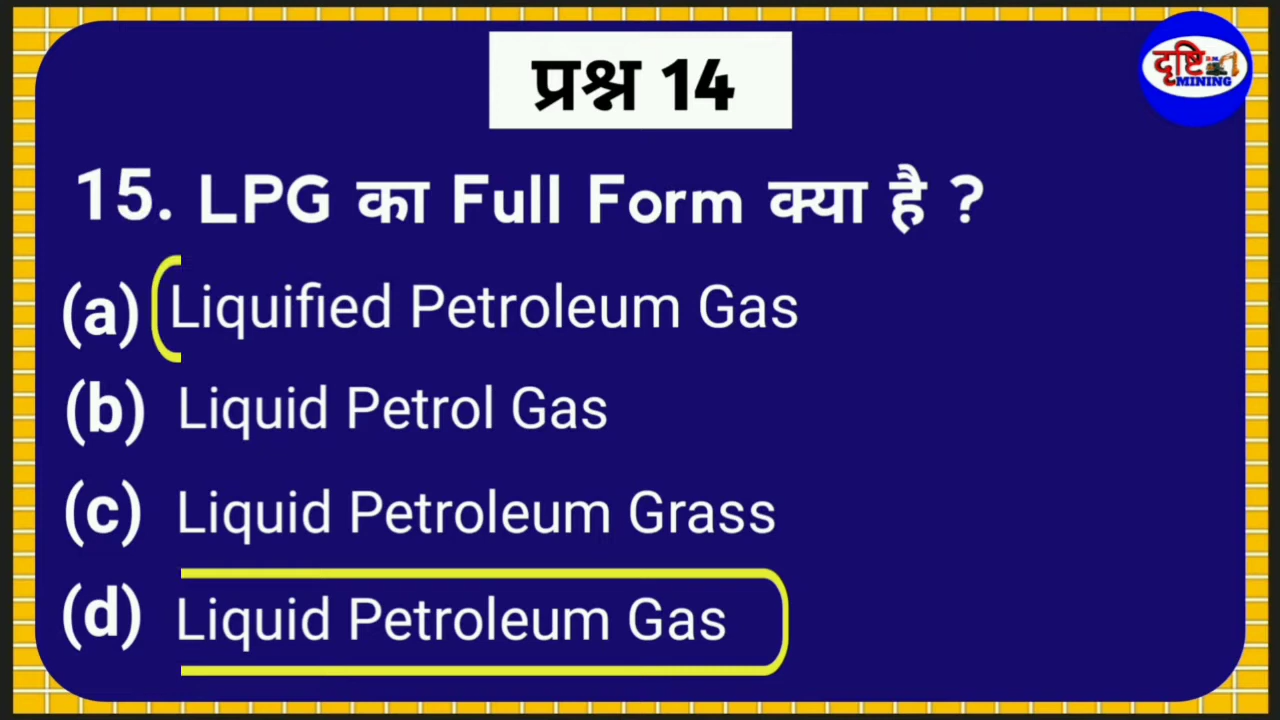 प्रश्न 14
दृष्टि
D.M.
MINING
15. LPG का Full Form क्या है ?
(a) Liquified Petroleum Gas
(b) Liquid Petrol Gas
(c) Liquid Petroleum Grass
(d) Liquid Petroleum Gas